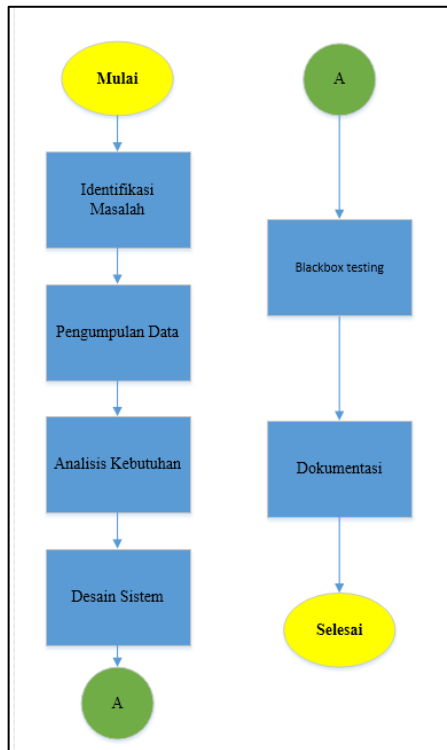 Mulai
Identifikasi
Masalah
Pengumpulan Data
Analisis Kebutuhan
Desain Sistem
A
A
Blackbox testing
Dokumentasi
Selesai